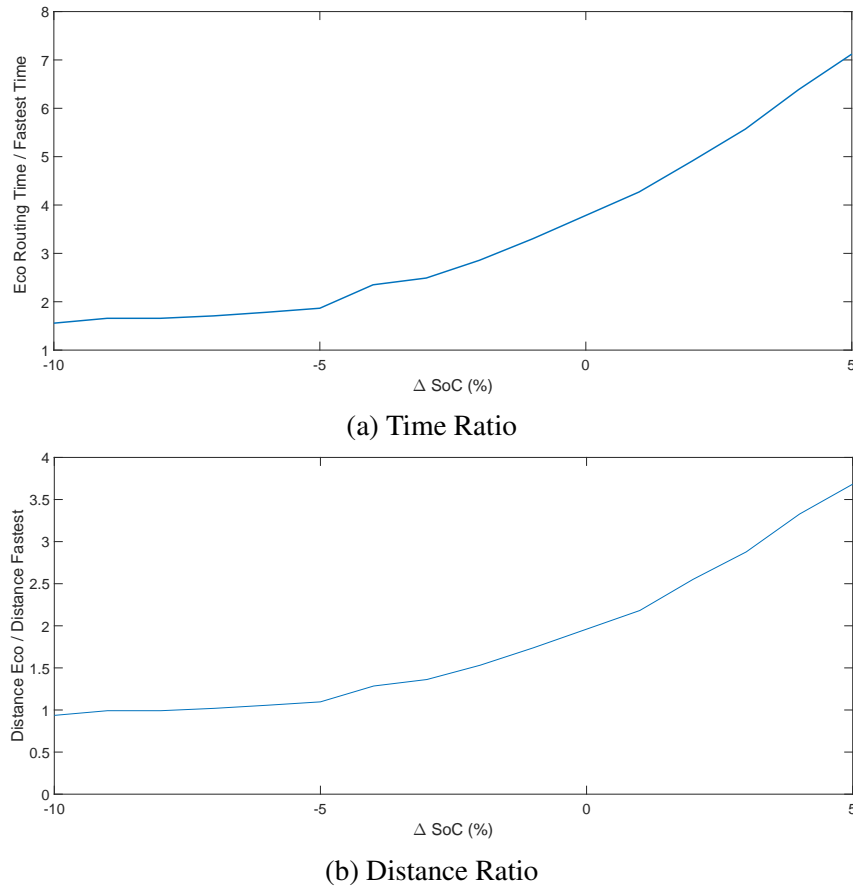 8
7
6
5
4
3
2
1
Eco Routing Time / Fastest Time
-10 -5 0 5
Δ SoC (%)
(a) Time Ratio
4
3.5
3
2.5
2
1.5
1
0.5
0
Distance Eco / Distance Fastest
-10 -5 0 5
Δ SoC (%)
(b) Distance Ratio